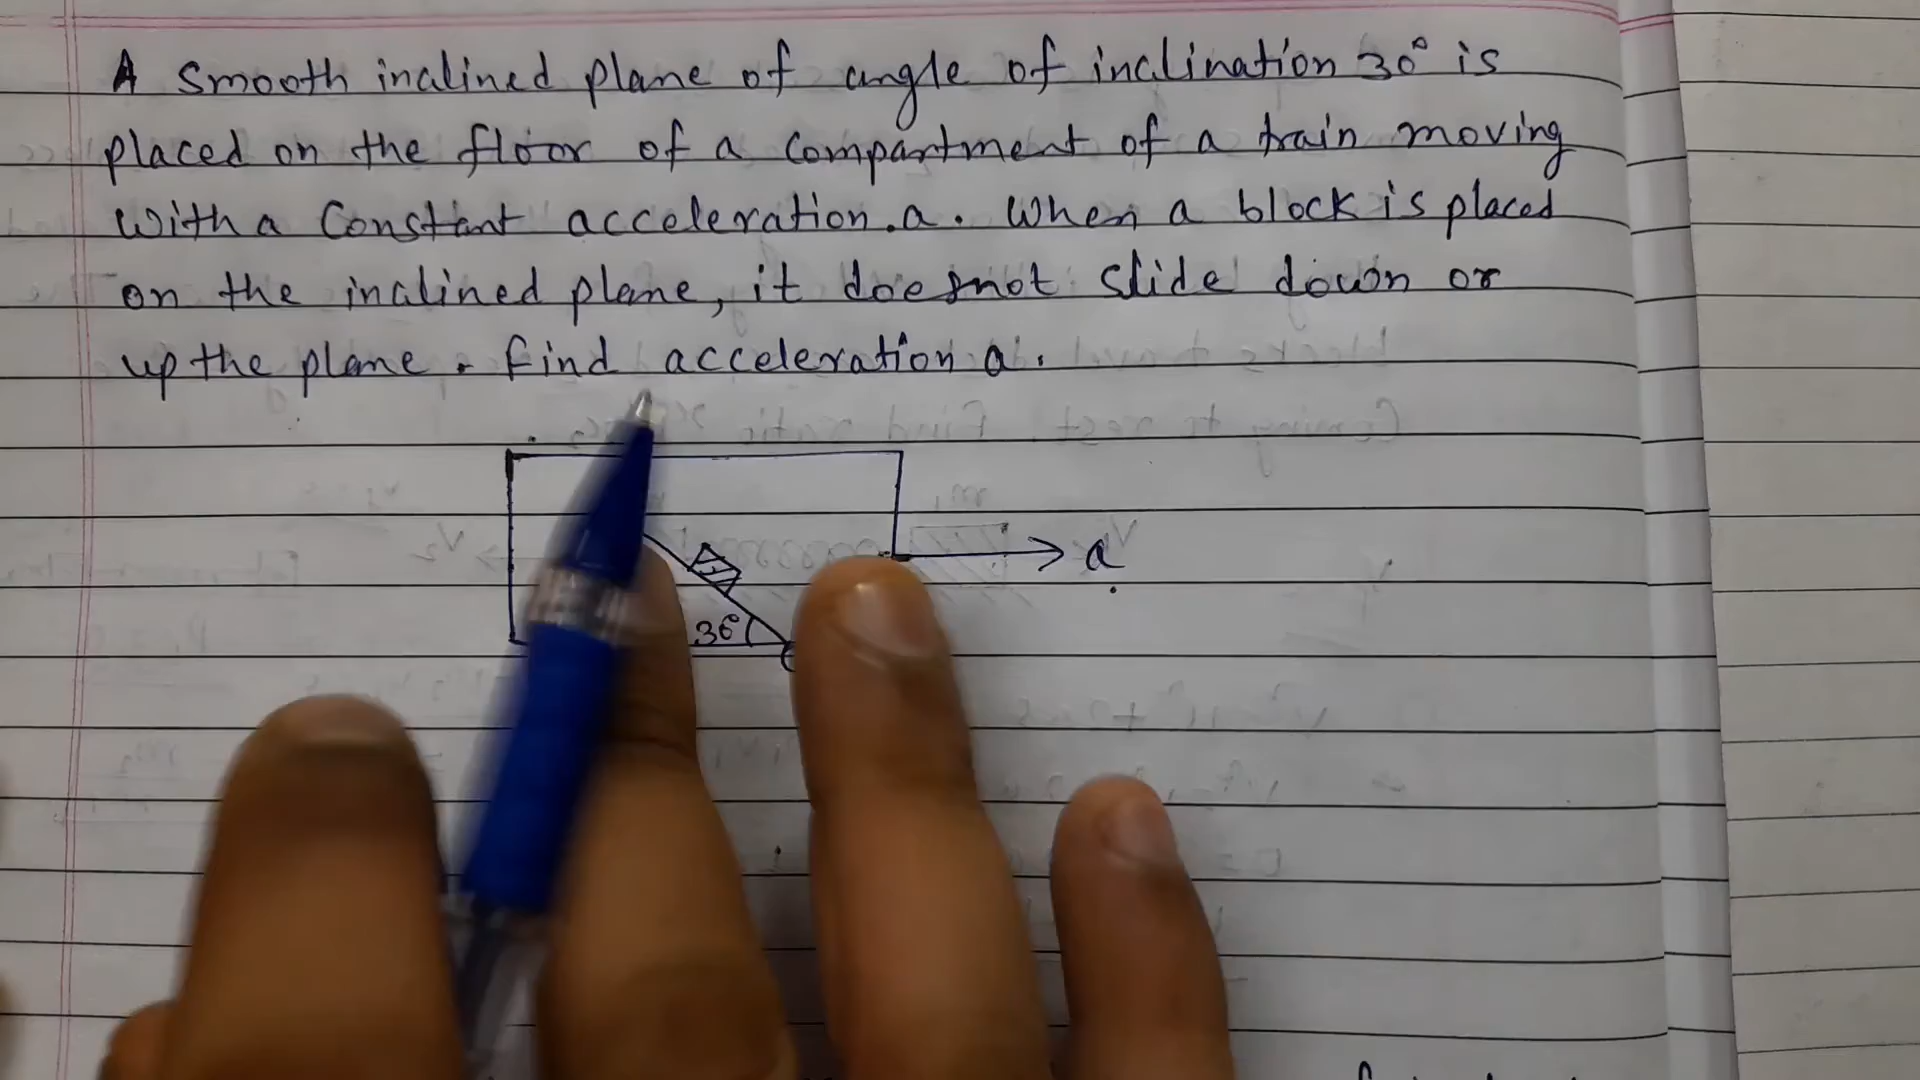 A smooth inclined plane of angle of inclination 30° is
placed on the floor of a compartment of a train moving
with a constant acceleration.a. When a block is placed
on the inclined plane, it does not slide down or
up the plane. Find acceleration a.
a
30°